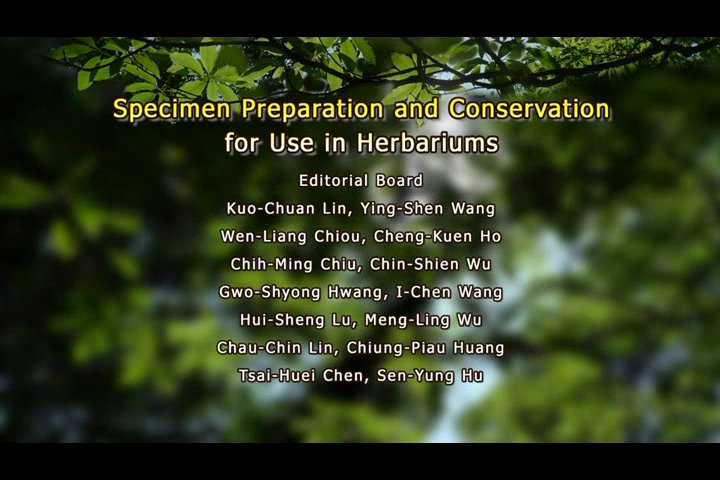 Specimen Preparation and Conservation
for Use in Herbariums
Editorial Board
Kuo-Chuan Lin, Ying-Shen Wang
Wen-Liang Chiou, Cheng-Kuen Ho
Chih-Ming Chiu, Chin-Shien Wu
Gwo-Shyong Hwang, I-Chen Wang
Hui-Sheng Lu, Meng-Ling Wu
Chau-Chin Lin, Chiung-Piau Huang
Tsai-Huei Chen, Sen-Yung Hu